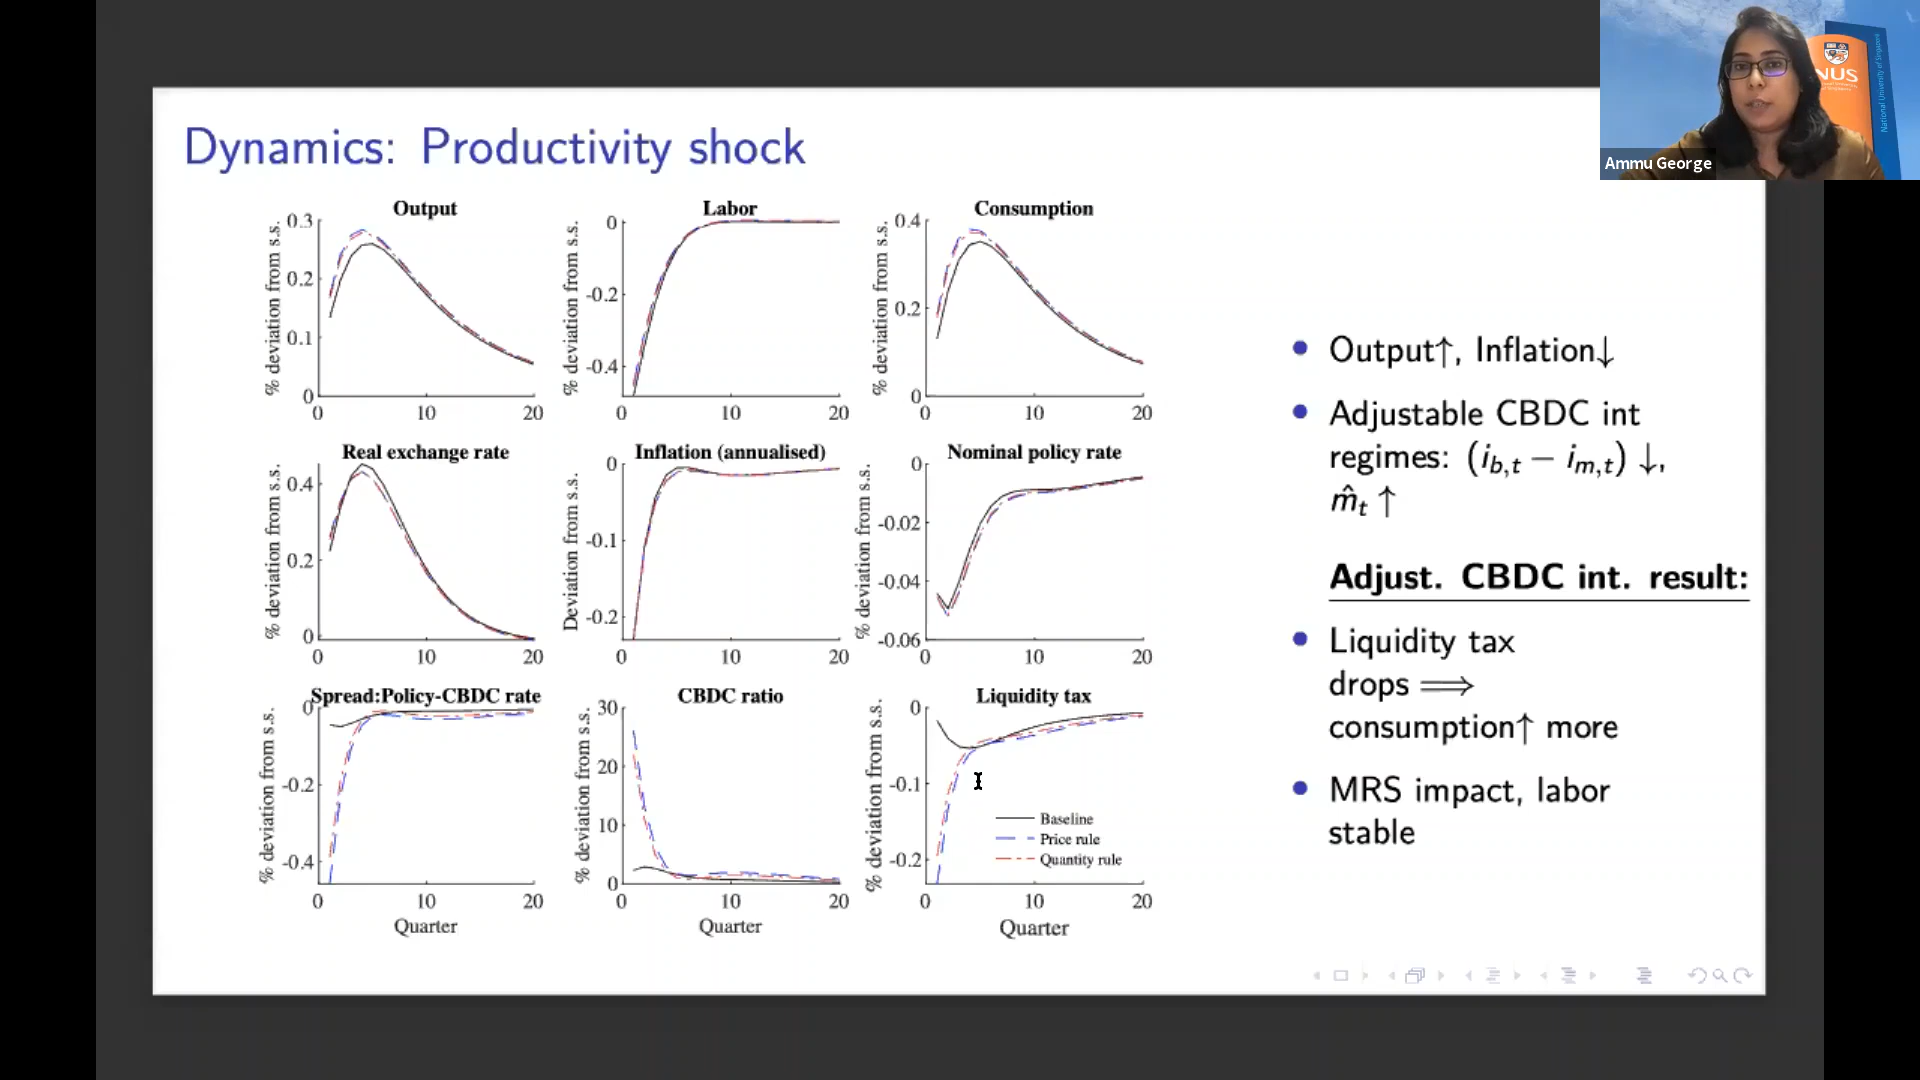 Dynamics: Productivity shock
NUS
National University of Singapore
Ammu George
Output
% deviation from s.s.
0.3
0.2
0.1
0
0
10
20
Labor
% deviation from s.s.
0
-0.2
-0.4
0
10
20
Consumption
% deviation from s.s.
0.4
0.2
0
0
10
20
Real exchange rate
% deviation from s.s.
0.4
0.2
0
0
10
20
Inflation (annualised)
Deviation from s.s.
0
-0.1
-0.2
0
10
20
Nominal policy rate
% deviation from s.s.
0
-0.02
-0.04
-0.06
0
10
20
Spread:Policy-CBDC rate
% deviation from s.s.
0
-0.2
-0.4
0
10
20
Quarter
CBDC ratio
% deviation from s.s.
30
20
10
0
0
10
20
Quarter
Liquidity tax
% deviation from s.s.
0
-0.1
-0.2
Baseline
Price rule
Quantity rule
0
10
20
Quarter
• Output↑, Inflation↓
• Adjustable CBDC int
regimes: (i_{b,t} − i_{m,t}) ↓,
m̂_t ↑
Adjust. CBDC int. result:
• Liquidity tax
drops ⟹
consumption↑ more
• MRS impact, labor
stable